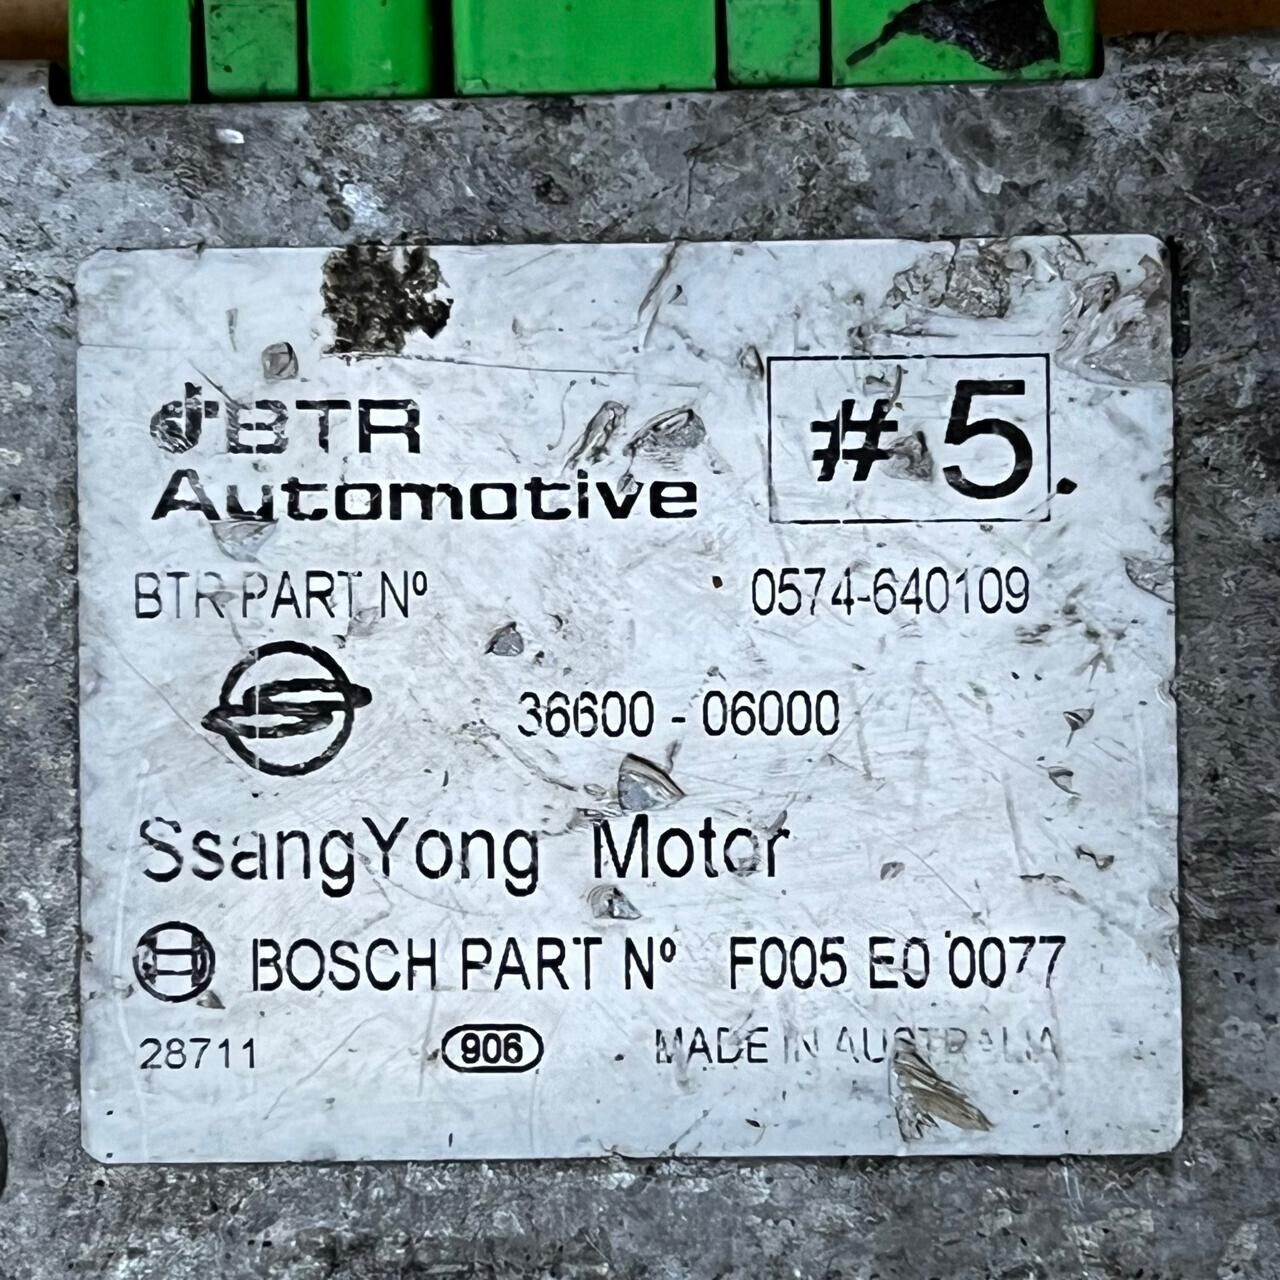 BTR
Automotive
#5.
BTR PART Nº 0574-640109
36600 - 06000
SsangYong Motor
BOSCH PART Nº F005 E0 0077
28711 906 MADE IN AUSTRALIA